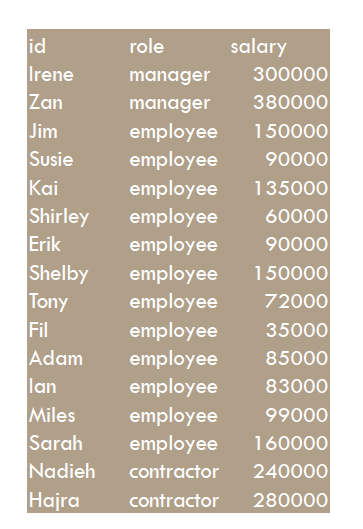 id role salary
Irene manager 300000
Zan manager 380000
Jim employee 150000
Susie employee 90000
Kai employee 135000
Shirley employee 60000
Erik employee 90000
Shelby employee 150000
Tony employee 72000
Fil employee 35000
Adam employee 85000
Ian employee 83000
Miles employee 99000
Sarah employee 160000
Nadieh contractor 240000
Hajra contractor 280000